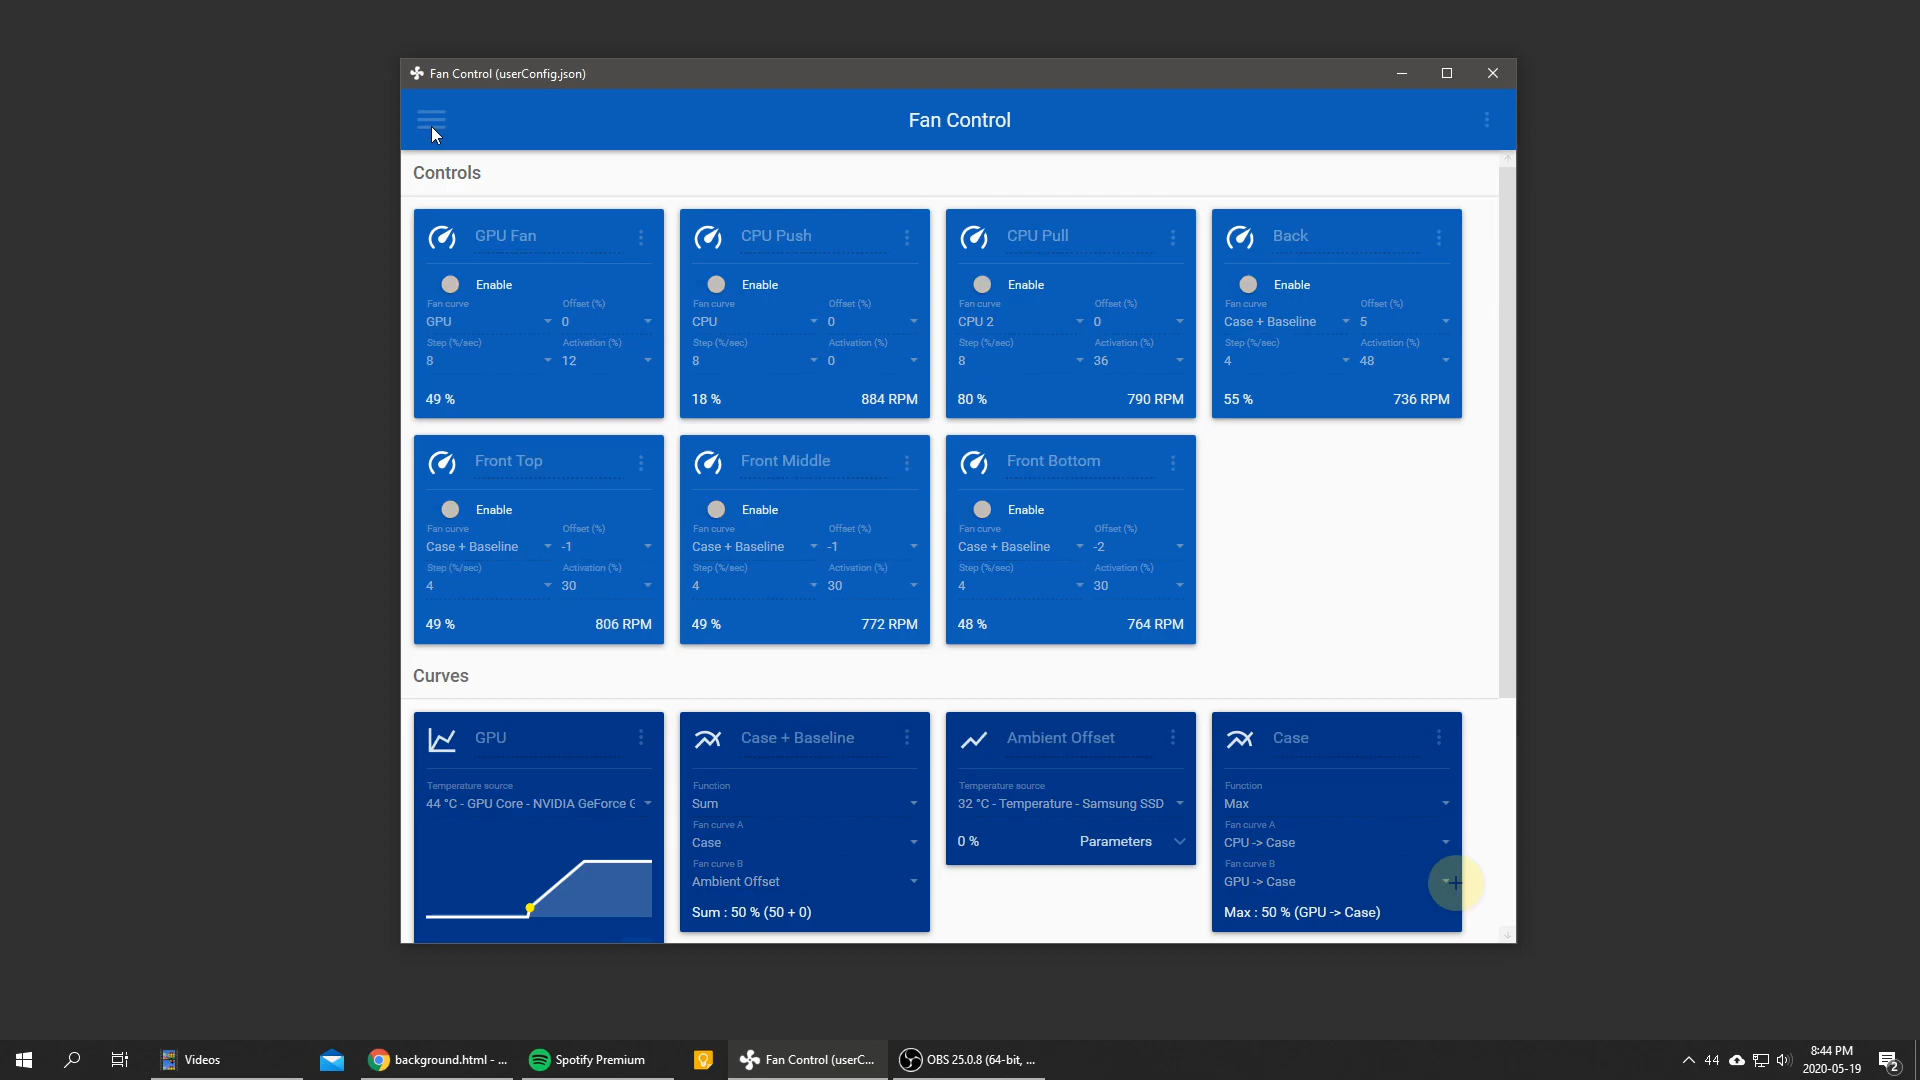 Fan Control (userConfig.json)
Fan Control
Controls
GPU Fan
Enable
Fan curve Offset (%)
GPU 0
Step (%/sec) Activation (%)
8 12
49 %
CPU Push
Enable
Fan curve Offset (%)
CPU 0
Step (%/sec) Activation (%)
8 0
18 % 884 RPM
CPU Pull
Enable
Fan curve Offset (%)
CPU 2 0
Step (%/sec) Activation (%)
8 36
80 % 790 RPM
Back
Enable
Fan curve Offset (%)
Case + Baseline 5
Step (%/sec) Activation (%)
4 48
55 % 736 RPM
Front Top
Enable
Fan curve Offset (%)
Case + Baseline -1
Step (%/sec) Activation (%)
4 30
49 % 806 RPM
Front Middle
Enable
Fan curve Offset (%)
Case + Baseline -1
Step (%/sec) Activation (%)
4 30
49 % 772 RPM
Front Bottom
Enable
Fan curve Offset (%)
Case + Baseline -2
Step (%/sec) Activation (%)
4 30
48 % 764 RPM
Curves
GPU
Temperature source
44 °C - GPU Core - NVIDIA GeForce G
Case + Baseline
Function
Sum
Fan curve A
Case
Fan curve B
Ambient Offset
Sum : 50 % (50 + 0)
Ambient Offset
Temperature source
32 °C - Temperature - Samsung SSD
0 % Parameters
Case
Function
Max
Fan curve A
CPU -> Case
Fan curve B
GPU -> Case
Max : 50 % (GPU -> Case)
Videos
background.html - ...
Spotify Premium
Fan Control (userC...
OBS 25.0.8 (64-bit, ...
44
8:44 PM
2020-05-19
2